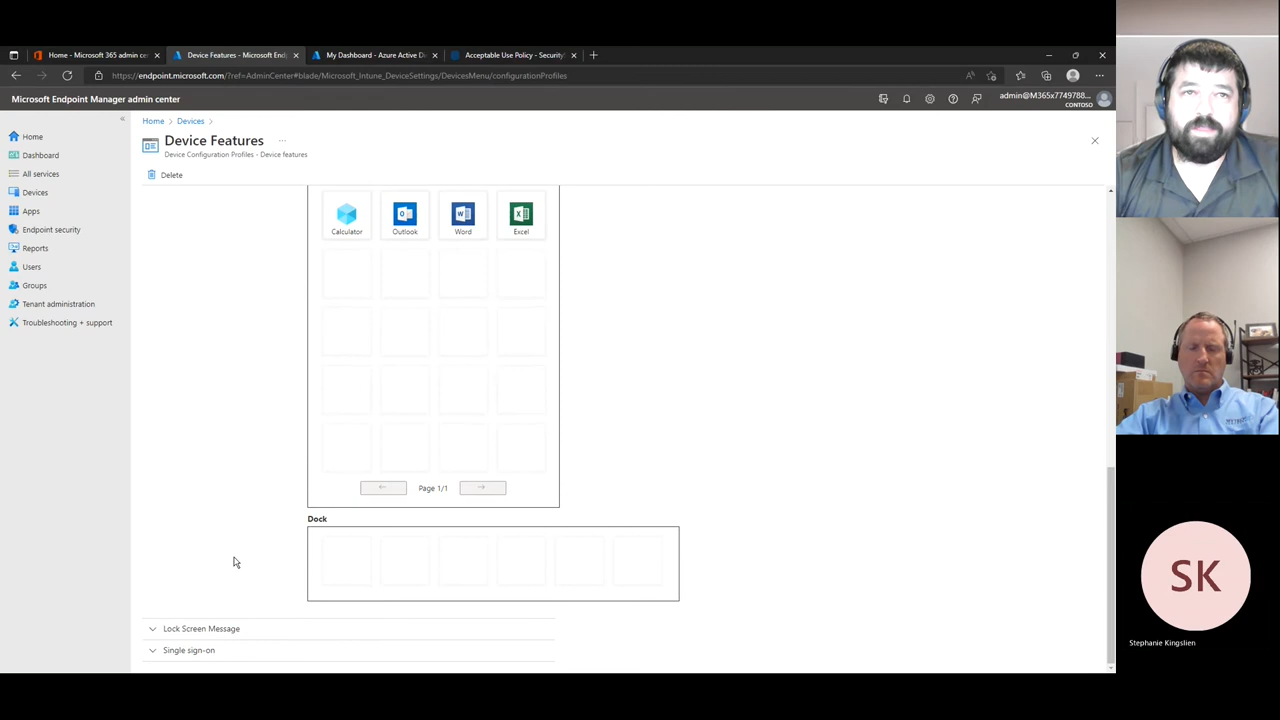 Home - Microsoft 365 admin cen
Device Features - Microsoft End
My Dashboard - Azure Active Di
Acceptable Use Policy - Security!
https://endpoint.microsoft.com/?ref=AdminCenter#blade/Microsoft_Intune_DeviceSettings/DevicesMenu/configurationProfiles
Microsoft Endpoint Manager admin center
admin@M365x7749788...
CONTOSO
Home
Dashboard
All services
Devices
Apps
Endpoint security
Reports
Users
Groups
Tenant administration
Troubleshooting + support
Home > Devices >
Device Features ...
Device Configuration Profiles - Device features
Delete
Calculator
Outlook
Word
Excel
Page 1/1
Dock
Lock Screen Message
Single sign-on
SK
Stephanie Kingslien